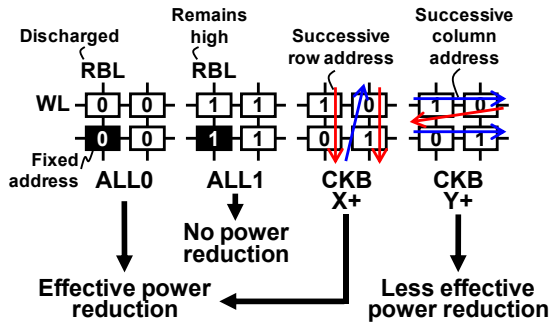 Discharged
RBL
Remains
high
RBL
Successive
row address
Successive
column
address
WL
0 0 1 1 1 0 1 0
0 0 1 1 0 1 0 1
Fixed
address
ALL0
ALL1
CKB
X+
CKB
Y+
No power
reduction
Effective power
reduction
Less effective
power reduction